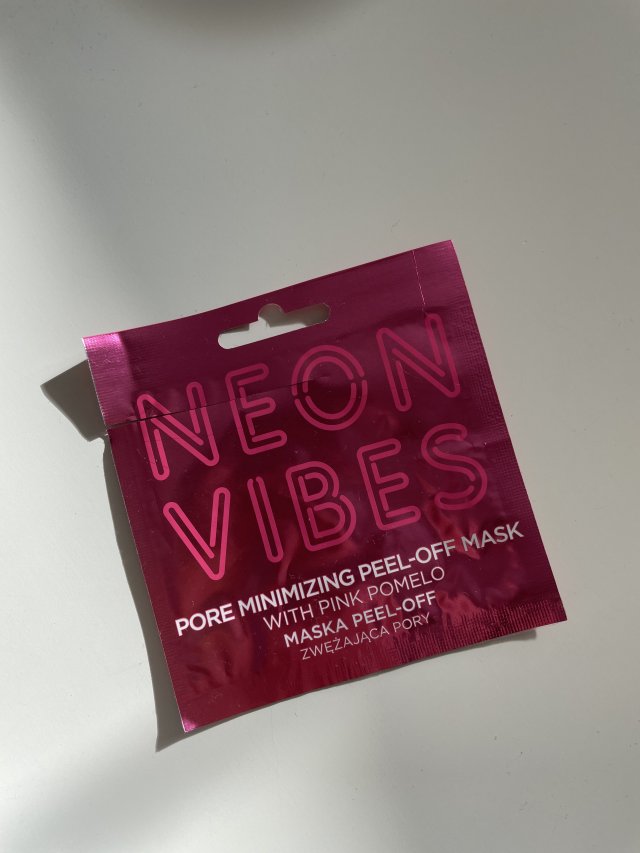 NEON
VIBES
PORE MINIMIZING PEEL-OFF MASK
WITH PINK POMELO
MASKA PEEL-OFF
ZWĘŻAJĄCA PORY